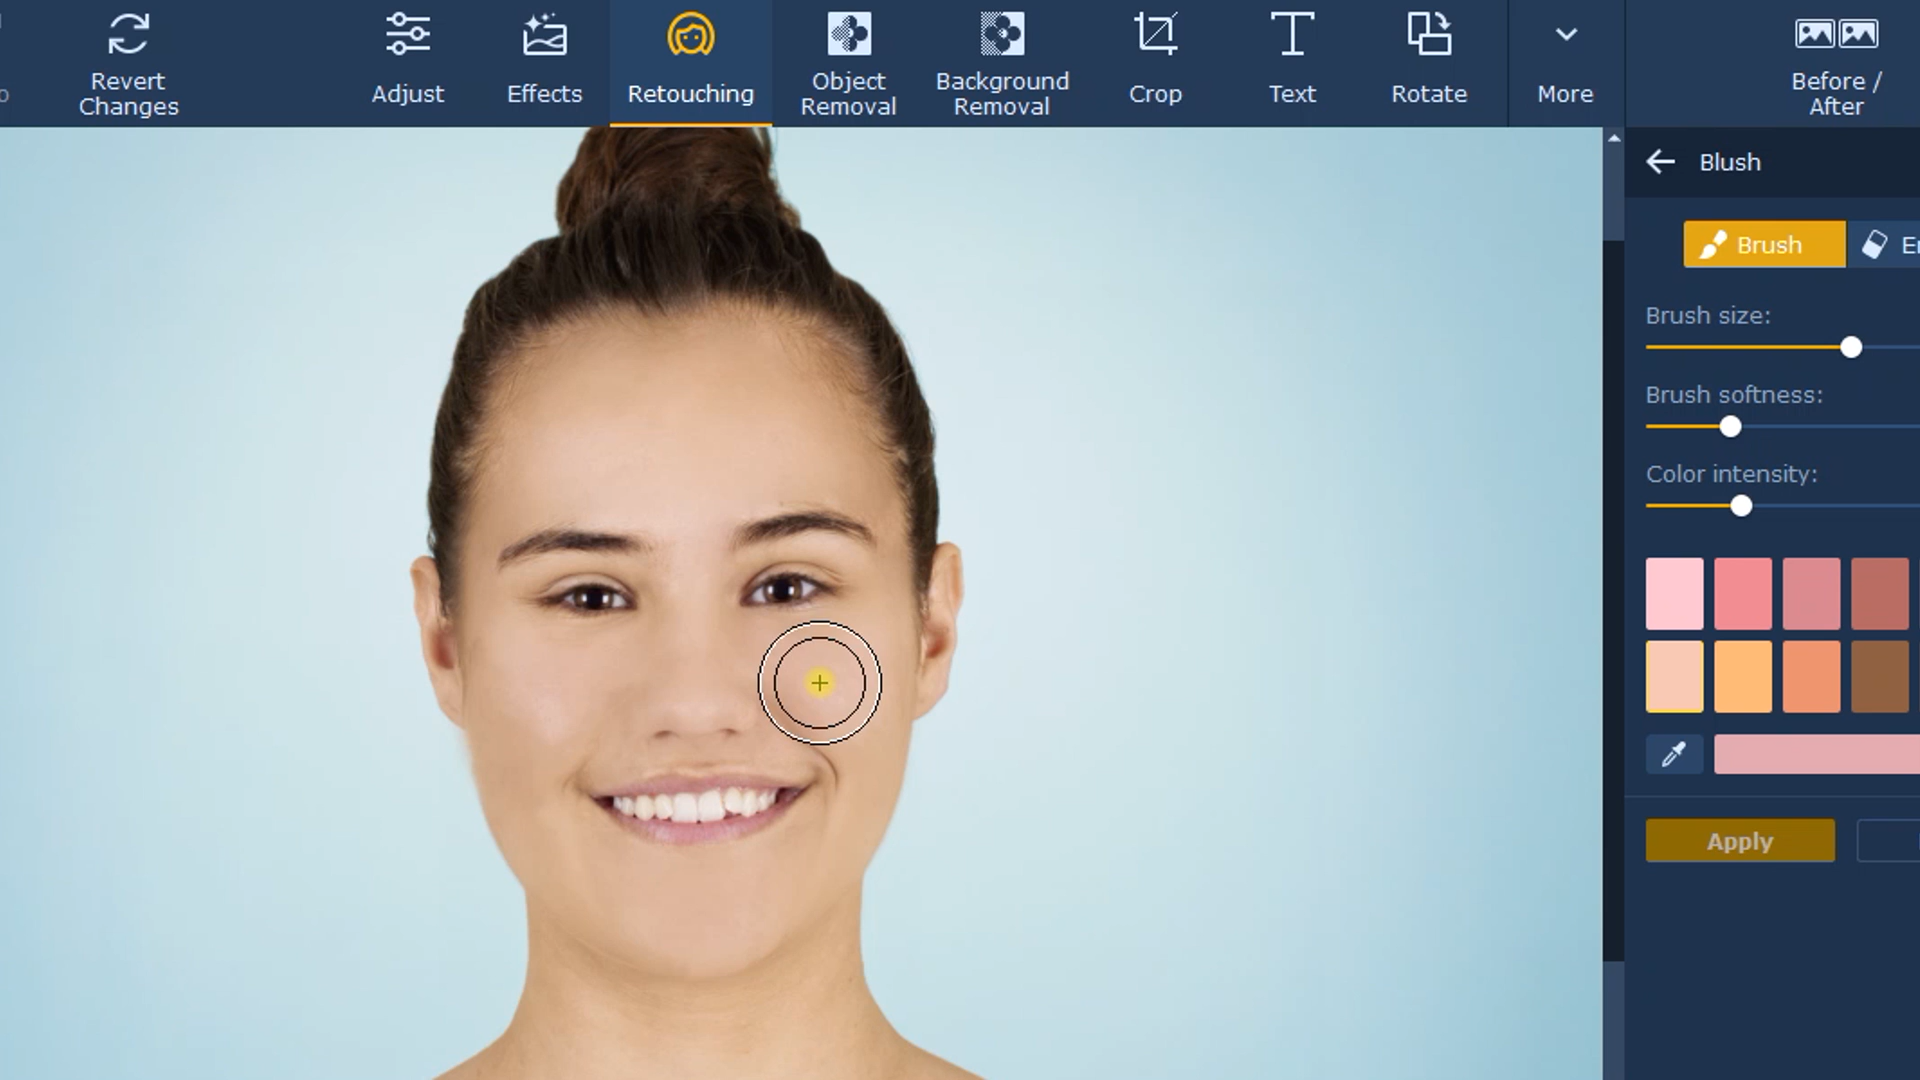 Revert
Changes
Adjust
Effects
Retouching
Object
Removal
Background
Removal
Crop
Text
Rotate
More
Before /
After
Blush
Brush
Brush size:
Brush softness:
Color intensity:
Apply